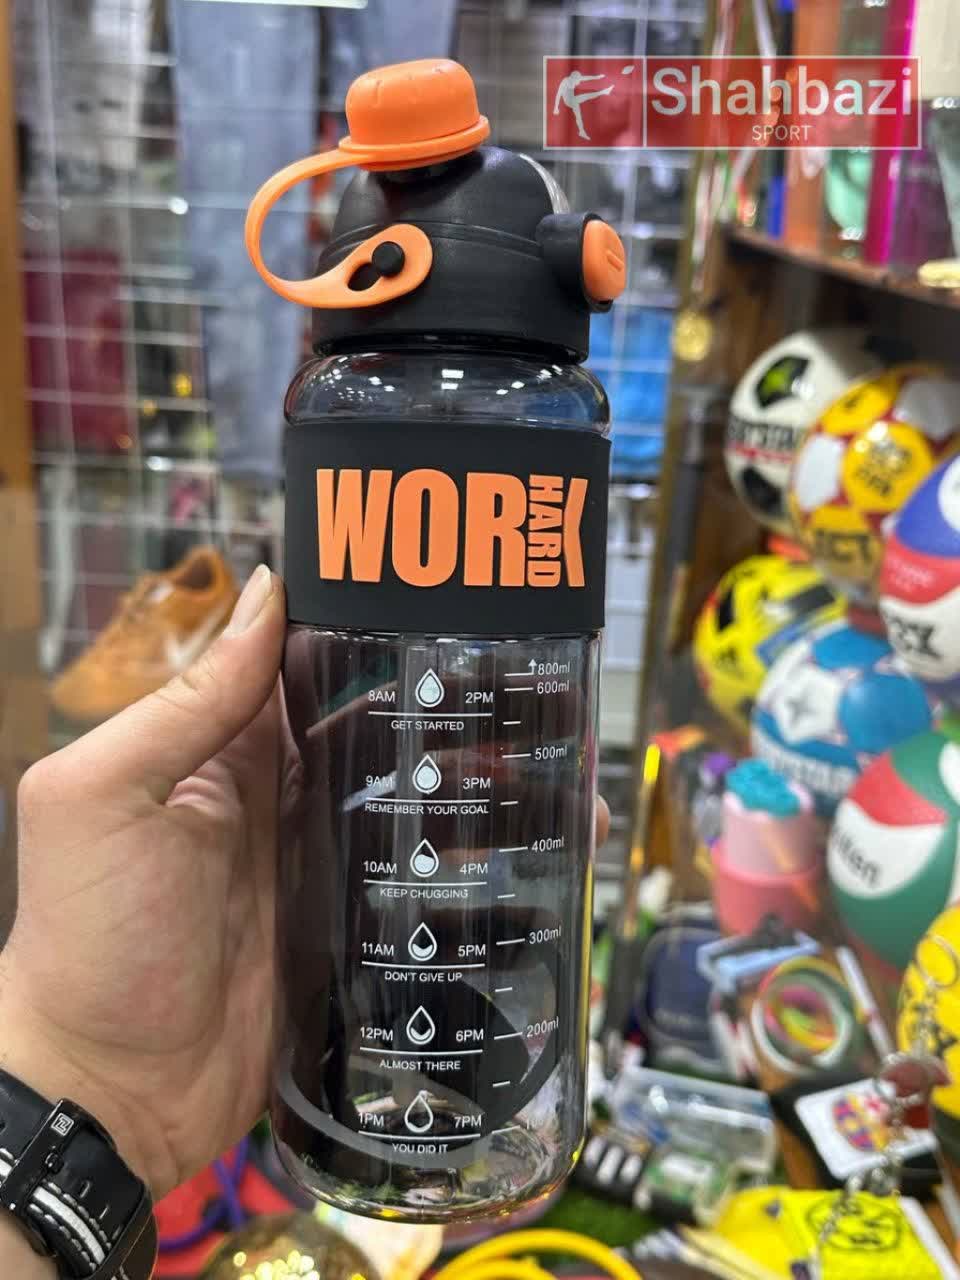 Shahbazi
SPORT
WORK
HARD
800ml
600ml
8AM 2PM
GET STARTED
500ml
9AM 3PM
REMEMBER YOUR GOAL
400ml
10AM 4PM
KEEP CHUGGING
300ml
11AM 5PM
DON'T GIVE UP
200ml
12PM 6PM
ALMOST THERE
1PM 7PM
YOU DID IT